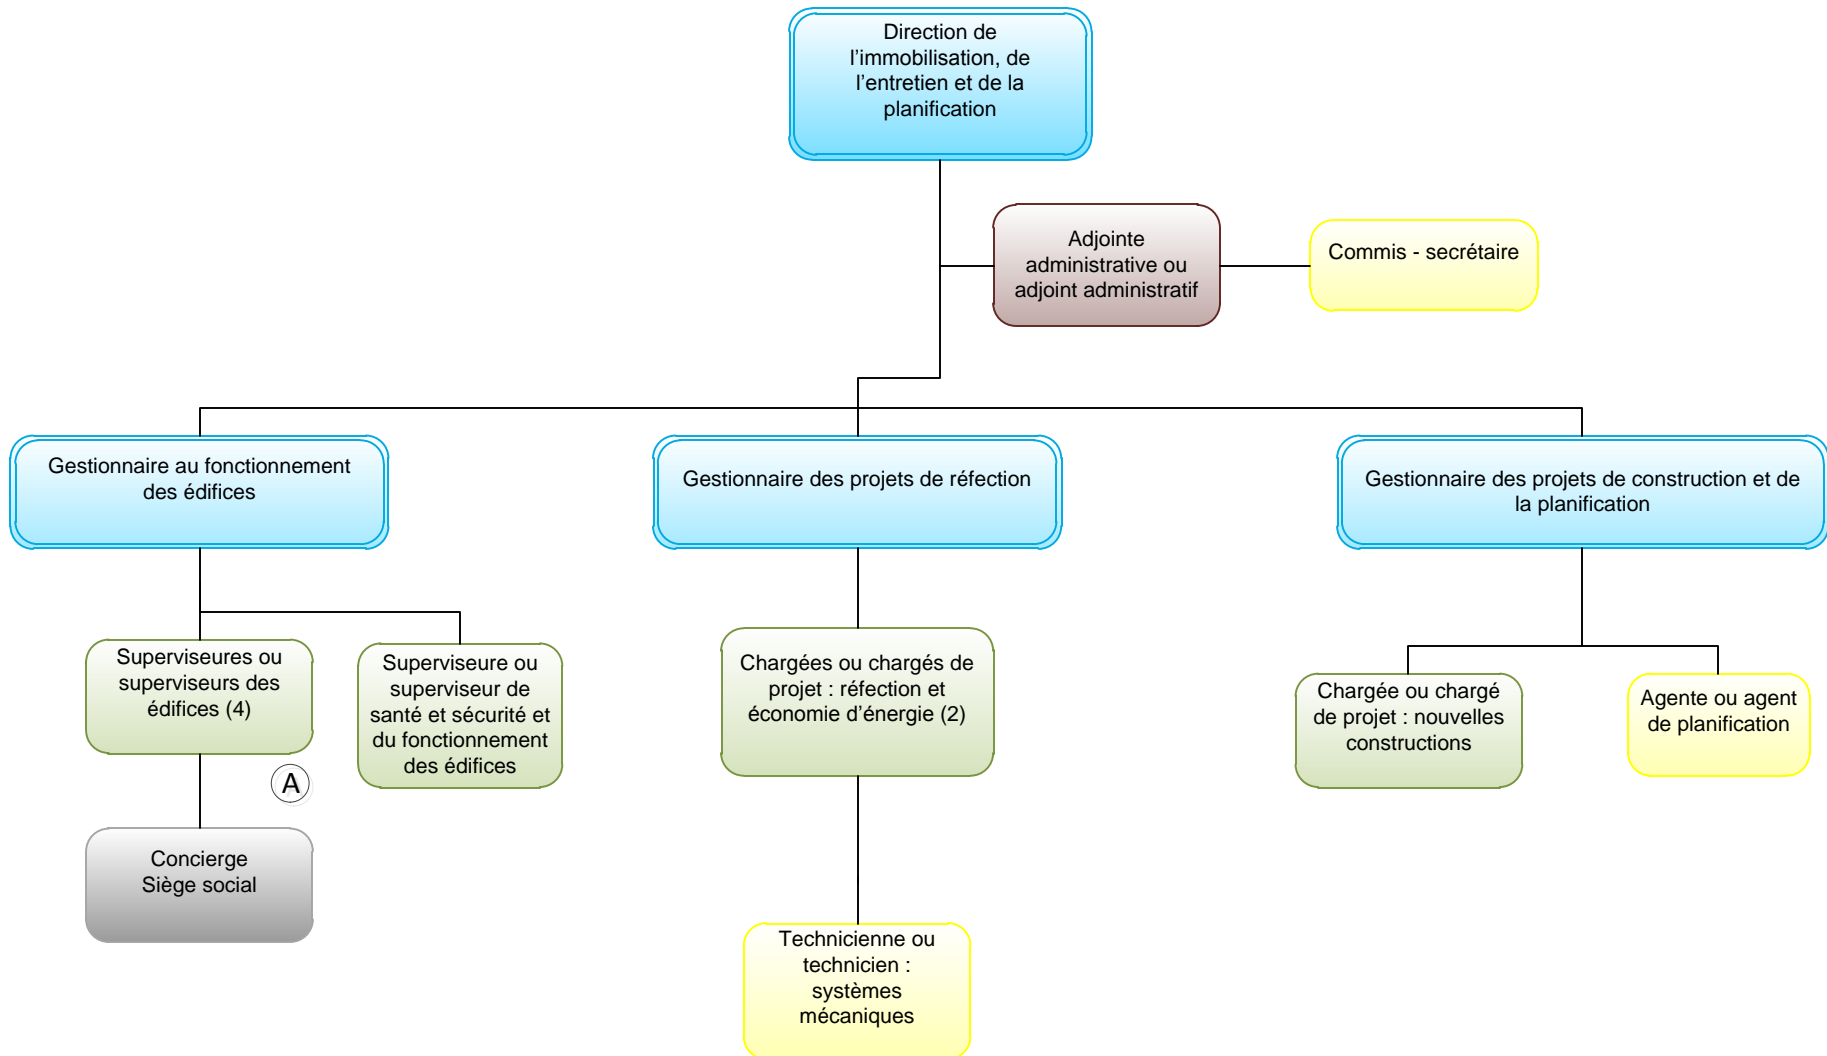 Direction de
l'immobilisation, de
l'entretien et de la
planification
Adjointe
administrative ou
adjoint administratif
Commis - secrétaire
Gestionnaire au fonctionnement
des édifices
Gestionnaire des projets de réfection
Gestionnaire des projets de construction et de
la planification
Superviseures ou
superviseurs des
édifices (4)
Superviseure ou
superviseur de
santé et sécurité et
du fonctionnement
des édifices
Chargées ou chargés de
projet : réfection et
économie d'énergie (2)
Chargée ou chargé
de projet : nouvelles
constructions
Agente ou agent
de planification
A
Concierge
Siège social
Technicienne ou
technicien :
systèmes
mécaniques